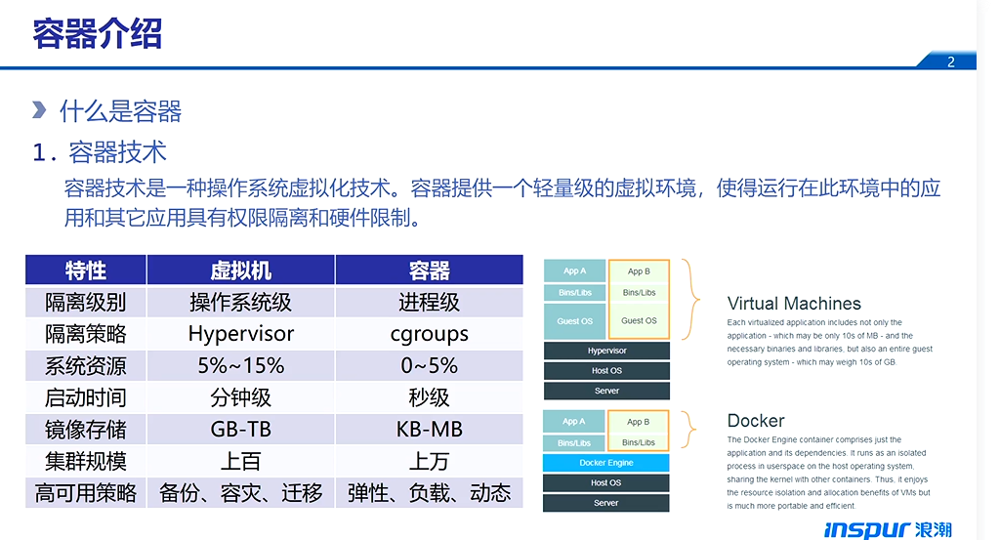 容器介绍
2
什么是容器
1. 容器技术
容器技术是一种操作系统虚拟化技术。容器提供一个轻量级的虚拟环境，使得运行在此环境中的应
用和其它应用具有权限隔离和硬件限制。
特性 虚拟机 容器
隔离级别 操作系统级 进程级
隔离策略 Hypervisor cgroups
系统资源 5%~15% 0~5%
启动时间 分钟级 秒级
镜像存储 GB-TB KB-MB
集群规模 上百 上万
高可用策略 备份、容灾、迁移 弹性、负载、动态
App A App B
Bins/Libs Bins/Libs
Guest OS Guest OS
Hypervisor
Host OS
Server
Virtual Machines
Each virtualized application includes not only the
application - which may be only 10s of MB - and the
necessary binaries and libraries, but also an entire guest
operating system - which may weigh 10s of GB.
App A App B
Bins/Libs Bins/Libs
Docker Engine
Host OS
Server
Docker
The Docker Engine container comprises just the
application and its dependencies. It runs as an isolated
process in userspace on the host operating system,
sharing the kernel with other containers. Thus, it enjoys
the resource isolation and allocation benefits of VMs but
is much more portable and efficient.
inspur 浪潮